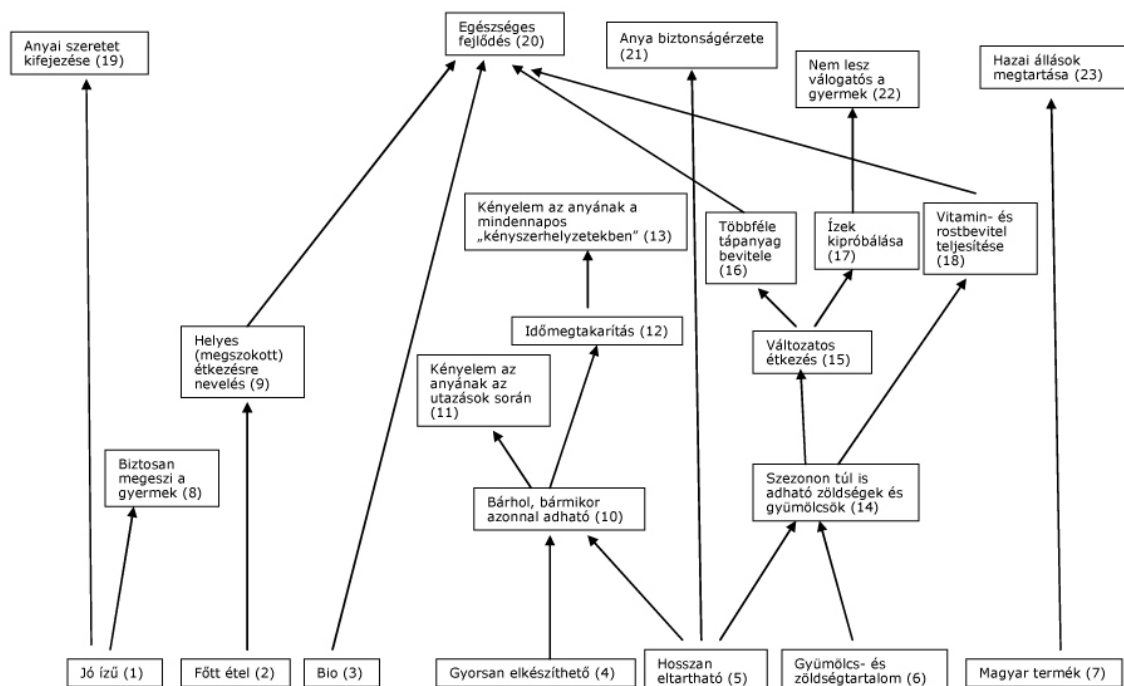 Anyai szeretet
kifejezése (19)
Egészséges
fejlődés (20)
Anya biztonságérzete
(21)
Nem lesz
válogatós a
gyermek (22)
Hazai állások
megtartása (23)
Kényelem az anyának a
mindennapos
„kényszerhelyzetekben” (13)
Többféle
tápanyag
bevitele
(16)
Ízek
kipróbálása
(17)
Vitamin- és
rostbevitel
teljesítése
(18)
Helyes
(megszokott)
étkezésre
nevelés (9)
Időmegtakarítás (12)
Változatos
étkezés (15)
Kényelem az
anyának az
utazások során
(11)
Biztosan
megeszi a
gyermek (8)
Bárhol, bármikor
azonnal adható (10)
Szezonon túl is
adható zöldségek és
gyümölcsök (14)
Jó ízű (1)
Főtt étel (2)
Bio (3)
Gyorsan elkészíthető (4)
Hosszan
eltartható (5)
Gyümölcs- és
zöldségtartalom (6)
Magyar termék (7)